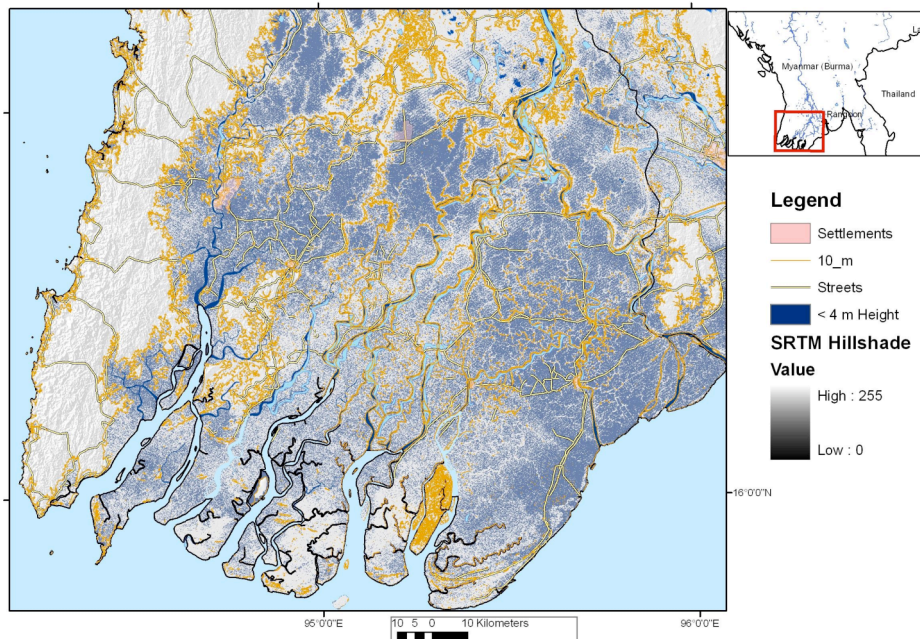 La
Myanmar (Burma)
Thailand
Rangoon
Legend
Settlements
10_m
Streets
< 4 m Height
SRTM Hillshade
Value
High : 255
Low : 0
16°0'0"N
95°0'0"E
96°0'0"E
10 5 0 10 Kilometers